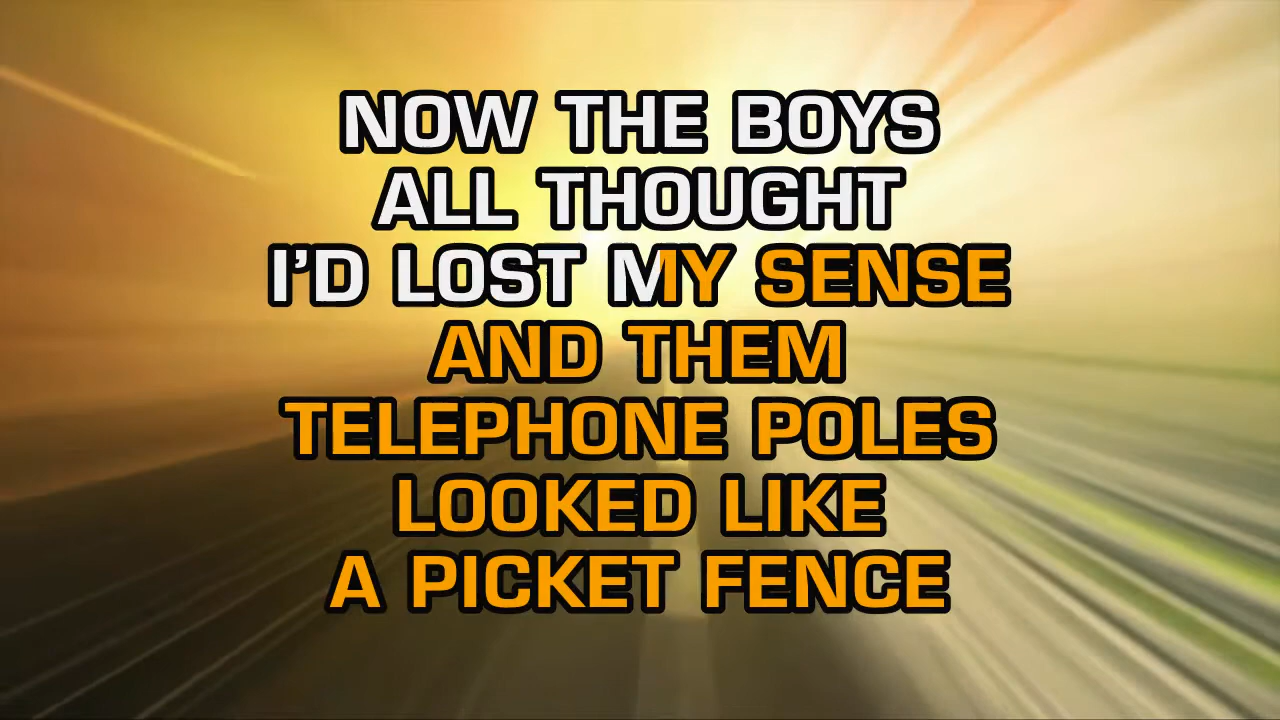 NOW THE BOYS
ALL THOUGHT
I'D LOST MY SENSE
AND THEM
TELEPHONE POLES
LOOKED LIKE
A PICKET FENCE